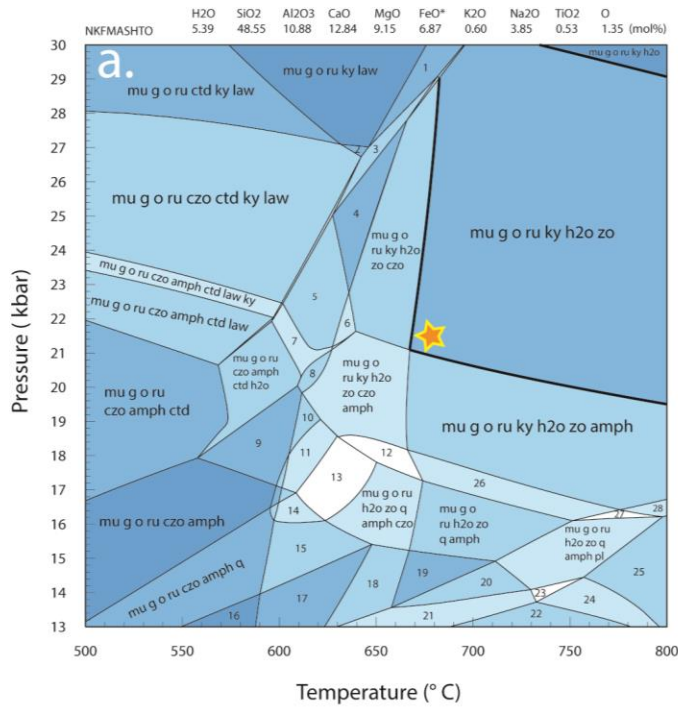 H2O SiO2 Al2O3 CaO MgO FeO* K2O Na2O TiO2 O
NKFMASHTO 5.39 48.55 10.88 12.84 9.15 6.87 0.60 3.85 0.53 1.35 (mol%)
a.
mu g o ru ky h2o
1
mu g o ru ky law
mu g o ru ctd ky law
2
3
mu g o ru czo ctd ky law
4
mu g o
ru ky h2o
zo czo
mu g o ru ky h2o zo
mu g o ru czo amph ctd law ky
mu g o ru czo amph ctd law
5
6
7
8
mu g o ru
czo amph
ctd h2o
mu g o
ru ky h2o
zo czo
amph
mu g o ru
czo amph ctd
mu g o ru ky h2o zo amph
9
10
11
12
13
26
mu g o ru czo amph
14
mu g o ru
h2o zo q
amph czo
mu g o
ru h2o zo
q amph
27
28
mu g o ru
h2o zo q
amph pl
15
mu g o ru czo amph q
16
17
18
19
20
21
22
23
24
25
30
29
28
27
26
25
24
23
22
21
20
19
18
17
16
15
14
13
Pressure ( kbar)
500 550 600 650 700 750 800
Temperature (° C)